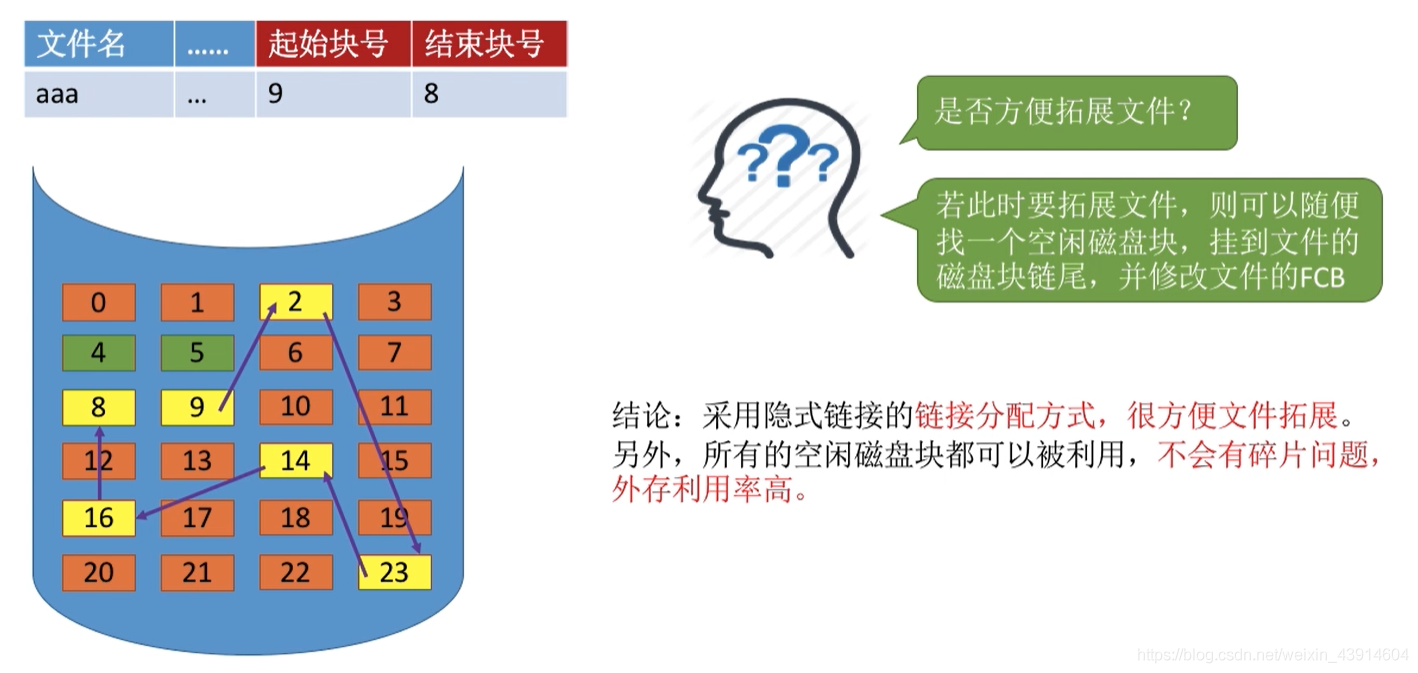 文件名 …… 起始块号 结束块号
aaa … 9 8
???
是否方便拓展文件？
若此时要拓展文件，则可以随便
找一个空闲磁盘块，挂到文件的
磁盘块链尾，并修改文件的FCB
0 1 2 3
4 5 6 7
8 9 10 11
12 13 14 15
16 17 18 19
20 21 22 23
结论：采用隐式链接的链接分配方式，很方便文件拓展。
另外，所有的空闲磁盘块都可以被利用，不会有碎片问题，
外存利用率高。
https://blog.csdn.net/weixin_43914604